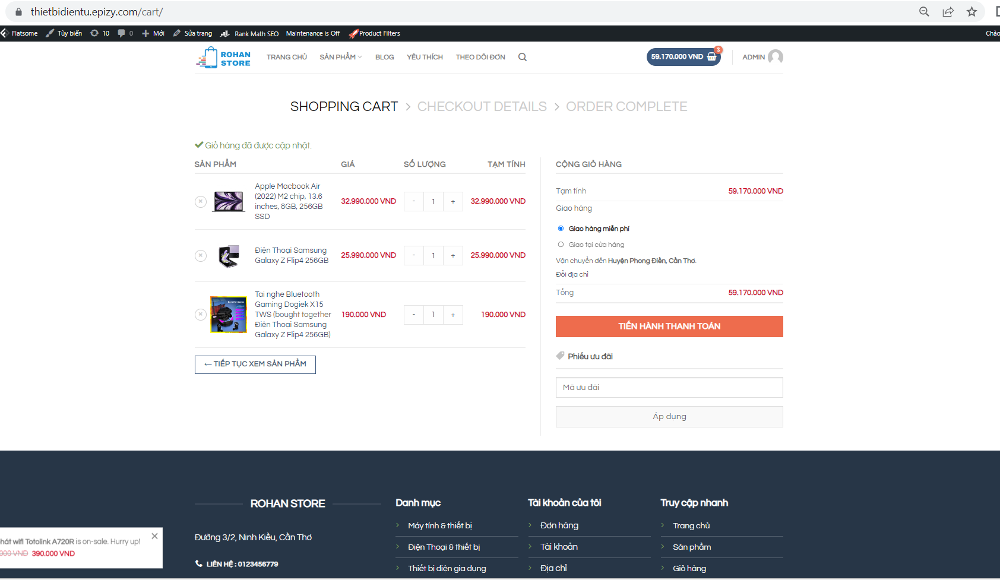 thietbidientu.epizy.com/cart/
Flatsome Tùy biến 10 0 Mới Sửa trang Rank Math SEO Maintenance is Off Product Filters Chào
ROHAN STORE
TRANG CHỦ SẢN PHẨM BLOG YÊU THÍCH THEO DÕI ĐƠN 59.170.000 VND 3 ADMIN
SHOPPING CART > CHECKOUT DETAILS > ORDER COMPLETE
Giỏ hàng đã được cập nhật.
SẢN PHẨM GIÁ SỐ LƯỢNG TẠM TÍNH
Apple Macbook Air
(2022) M2 chip, 13.6
inches, 8GB, 256GB
SSD
32.990.000 VND - 1 + 32.990.000 VND
Điện Thoại Samsung
Galaxy Z Flip4 256GB
25.990.000 VND - 1 + 25.990.000 VND
Tai nghe Bluetooth
Gaming Dogiek X15
TWS (bought together
Điện Thoại Samsung
Galaxy Z Flip4 256GB)
190.000 VND - 1 + 190.000 VND
← TIẾP TỤC XEM SẢN PHẨM
CỘNG GIỎ HÀNG
Tạm tính 59.170.000 VND
Giao hàng
Giao hàng miễn phí
Giao tại cửa hàng
Vận chuyển đến Huyện Phong Điền, Cần Thơ.
Đổi địa chỉ
Tổng 59.170.000 VND
TIẾN HÀNH THANH TOÁN
Phiếu ưu đãi
Mã ưu đãi
Áp dụng
ROHAN STORE
Đường 3/2, Ninh Kiều, Cần Thơ
LIÊN HỆ : 0123456779
Danh mục
Máy tính & thiết bị
Điện Thoại & thiết bị
Thiết bị điện gia dụng
Tài khoản của tôi
Đơn hàng
Tài khoản
Địa chỉ
Truy cập nhanh
Trang chủ
Sản phẩm
Giỏ hàng
hát wifi Totolink A720R is on-sale. Hurry up!
000 VND 390.000 VND